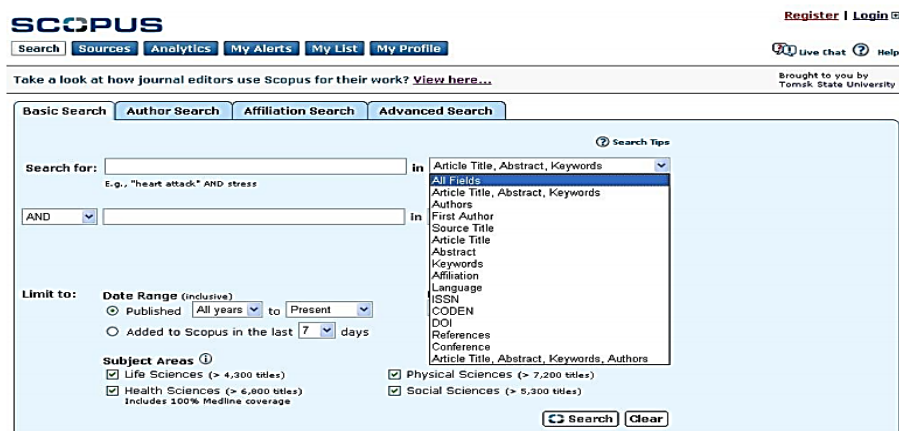 Register | Login
SCOPUS
Search Sources Analytics My Alerts My List My Profile
Live Chat Help
Take a look at how journal editors use Scopus for their work? View here...
Brought to you by
Tomsk State University
Basic Search Author Search Affiliation Search Advanced Search
Search Tips
Search for: in Article Title, Abstract, Keywords
E.g., "heart attack" AND stress
All Fields
Article Title, Abstract, Keywords
Authors
AND in First Author
Source Title
Article Title
Abstract
Keywords
Affiliation
Language
ISSN
CODEN
DOI
References
Conference
Article Title, Abstract, Keywords, Authors
Limit to: Date Range (inclusive)
Published All years to Present
Added to Scopus in the last 7 days
Subject Areas
Life Sciences (> 4,300 titles) Physical Sciences (> 7,200 titles)
Health Sciences (> 6,800 titles) Social Sciences (> 5,300 titles)
Includes 100% Medline coverage
Search Clear